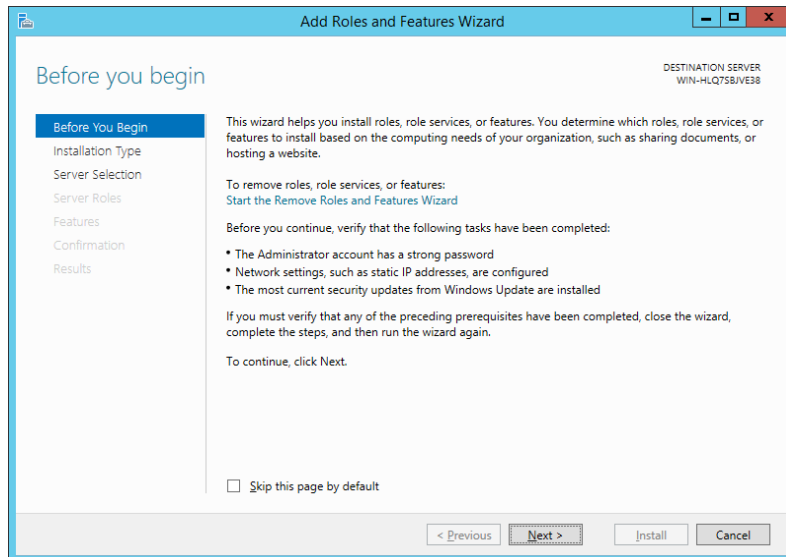 Add Roles and Features Wizard
Before you begin
DESTINATION SERVER
WIN-HLQ7SBJVE38
Before You Begin
Installation Type
Server Selection
Server Roles
Features
Confirmation
Results
This wizard helps you install roles, role services, or features. You determine which roles, role services, or
features to install based on the computing needs of your organization, such as sharing documents, or
hosting a website.
To remove roles, role services, or features:
Start the Remove Roles and Features Wizard
Before you continue, verify that the following tasks have been completed:
• The Administrator account has a strong password
• Network settings, such as static IP addresses, are configured
• The most current security updates from Windows Update are installed
If you must verify that any of the preceding prerequisites have been completed, close the wizard,
complete the steps, and then run the wizard again.
To continue, click Next.
Skip this page by default
< Previous
Next >
Install
Cancel